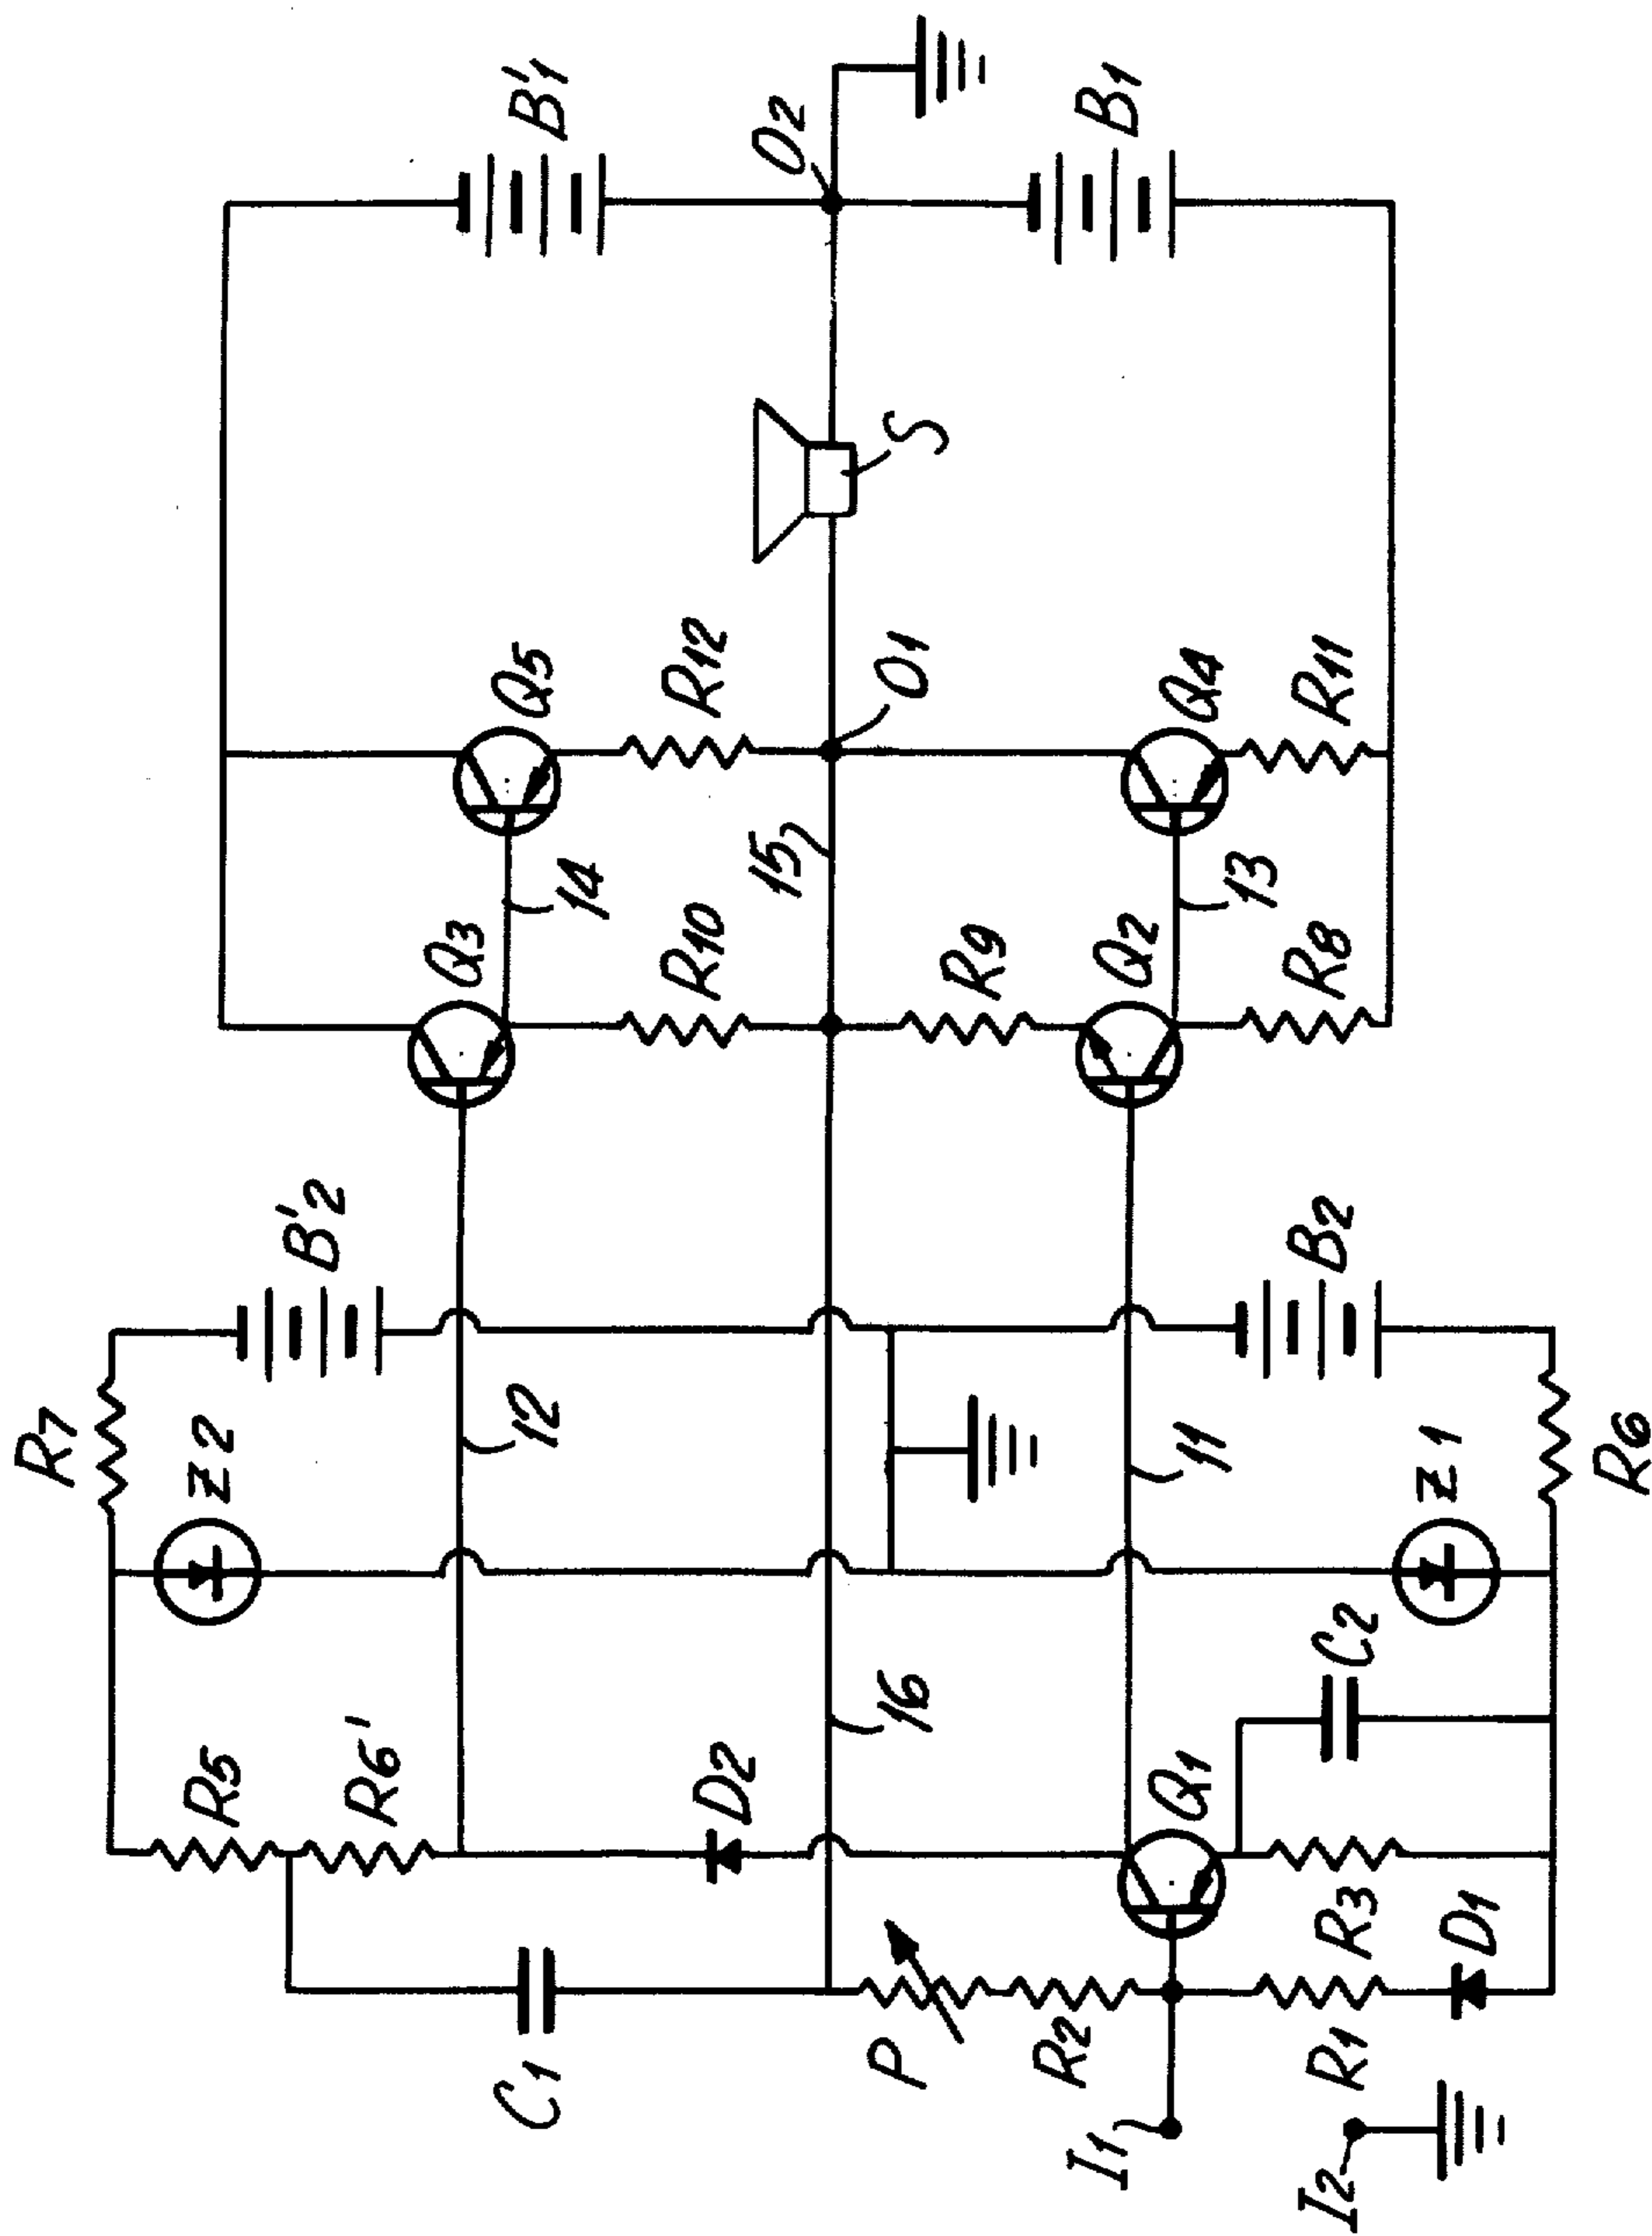 R7
B'2
Z2
R5
R6'
C1
12
D2
Q3
14
Q5
B'1
R10
R12
15
O1
S
O2
16
P
R2
I1
Q1
11
R9
Q2
13
Q4
B1
R8
R11
C2
Z1
B2
R6
R3
R1
D1
I2